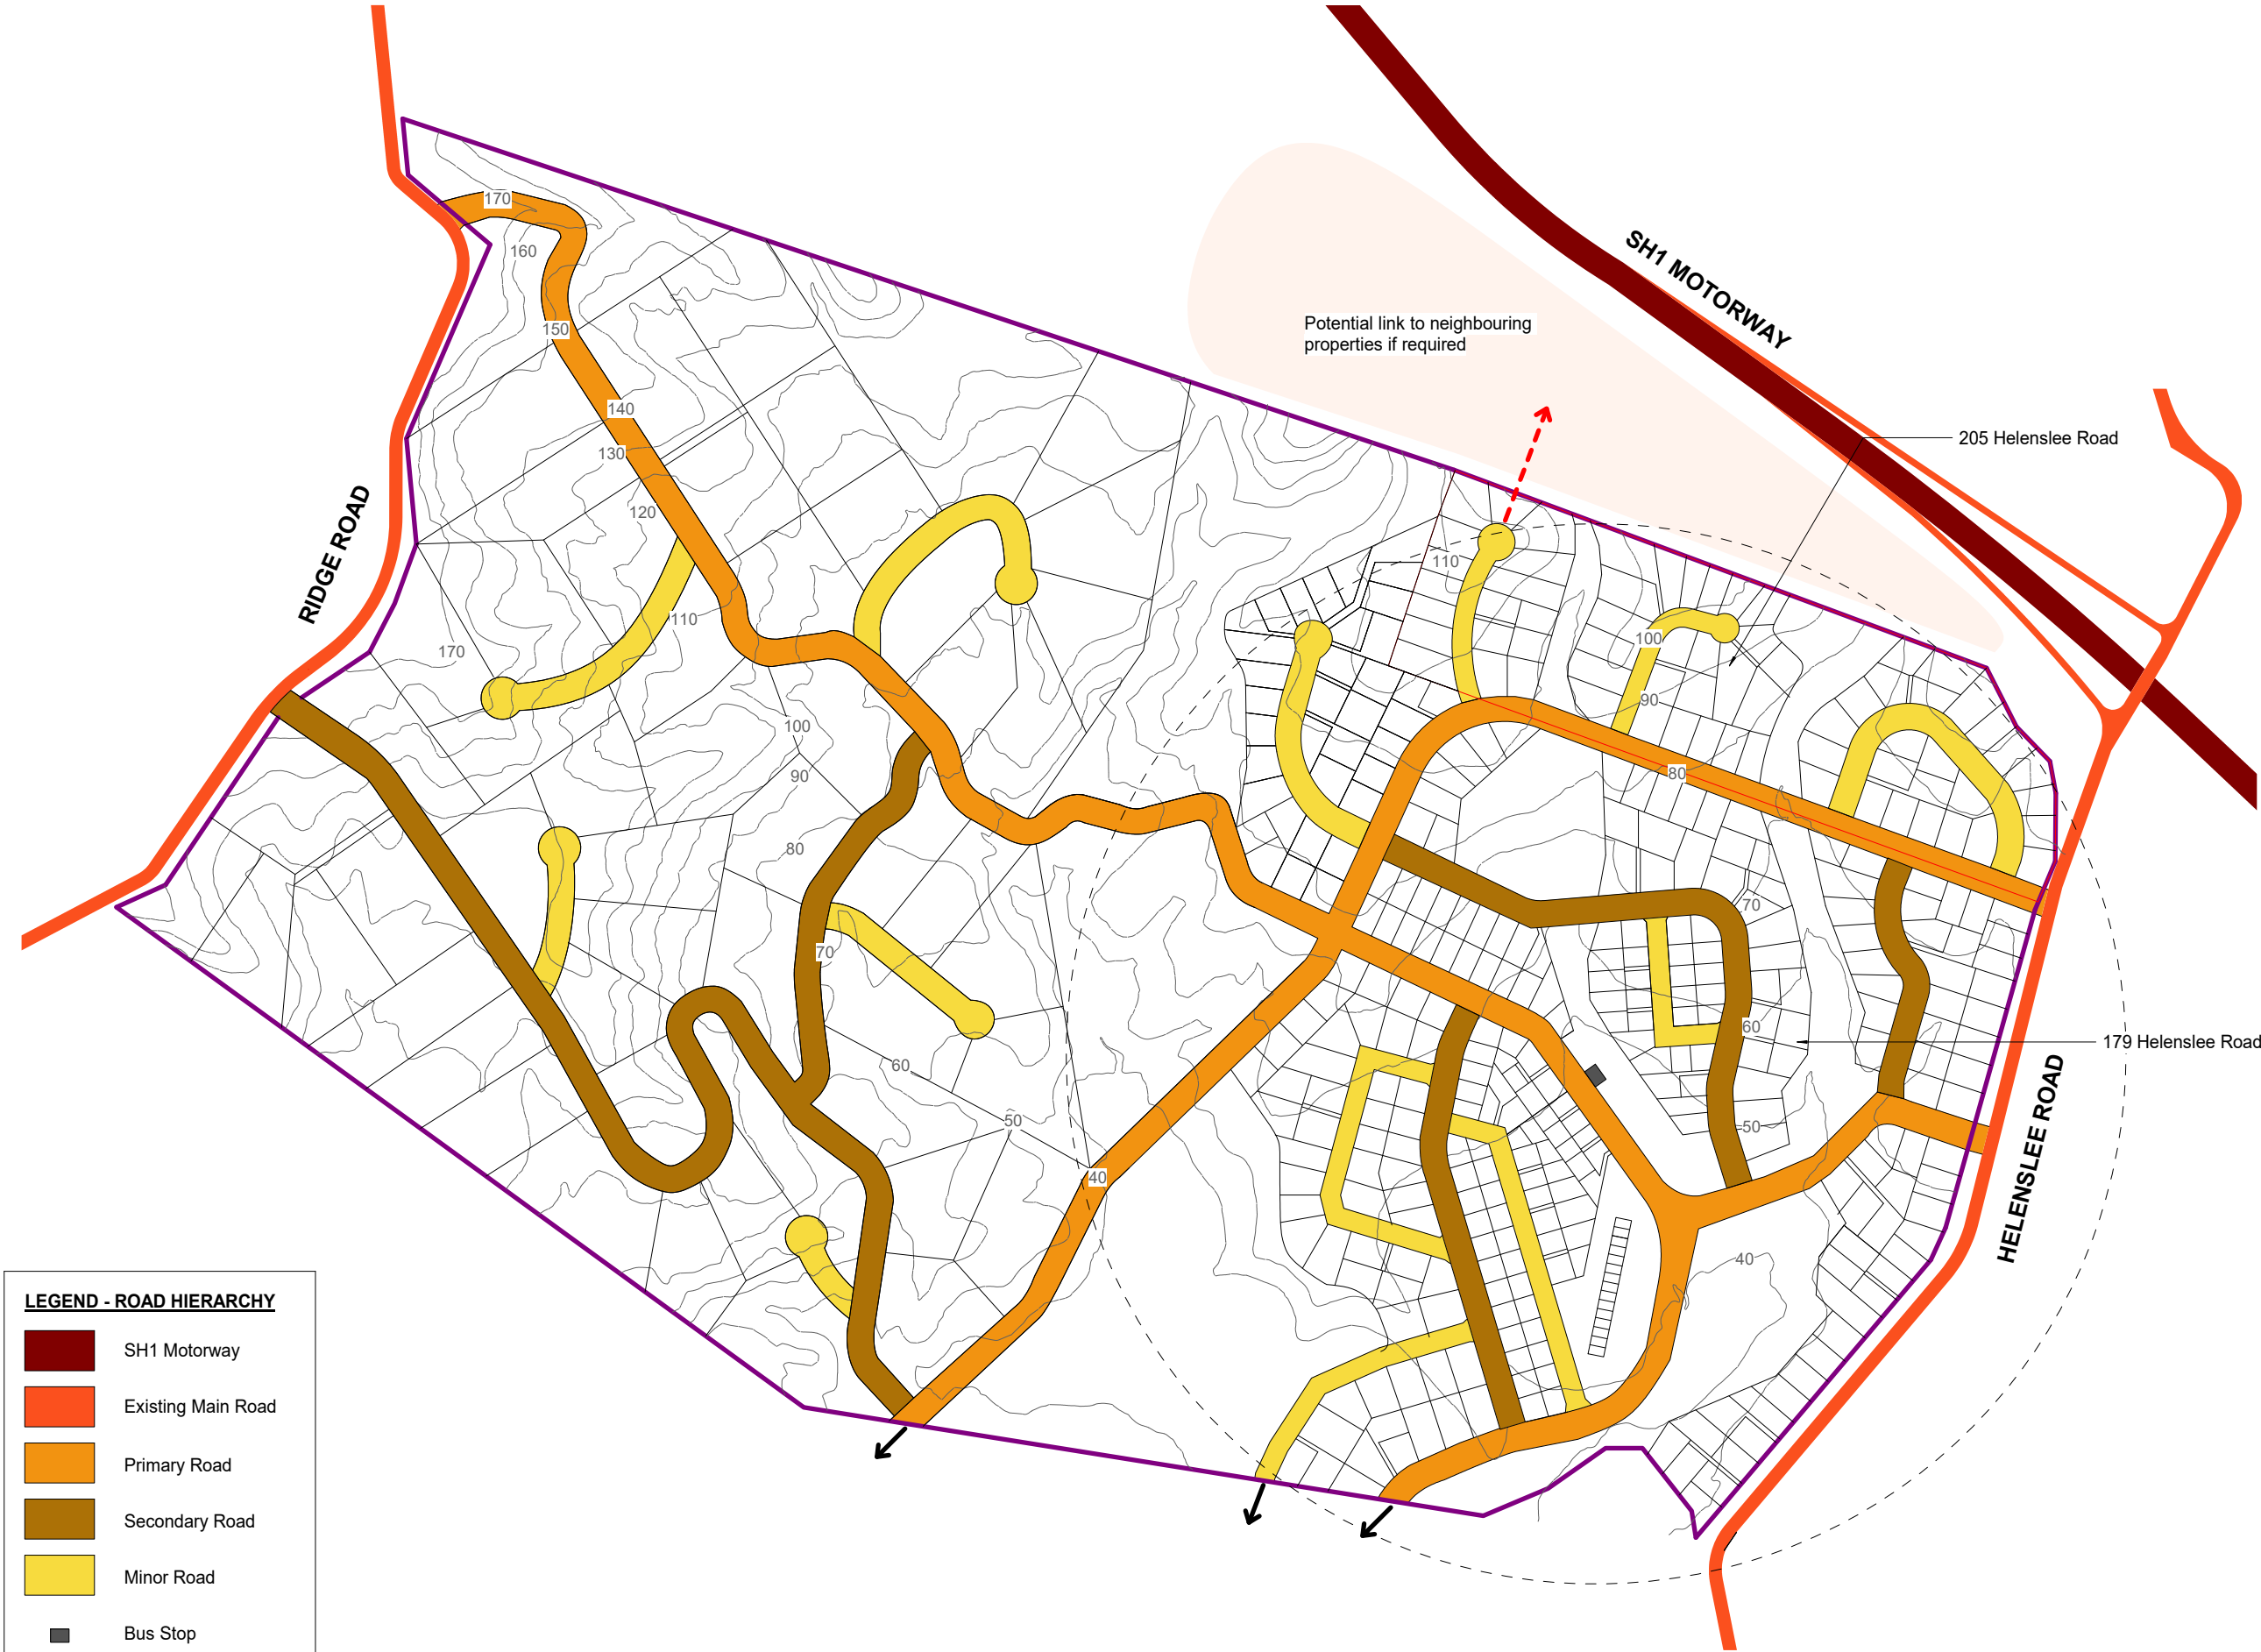 170
160
150
140
130
120
110
170
100
90
80
70
60
50
40
SH1 MOTORWAY
Potential link to neighbouring
properties if required
205 Helenslee Road
RIDGE ROAD
110
100
90
80
70
60
179 Helenslee Road
50
40
HELENSLEE ROAD
LEGEND - ROAD HIERARCHY
SH1 Motorway
Existing Main Road
Primary Road
Secondary Road
Minor Road
Bus Stop